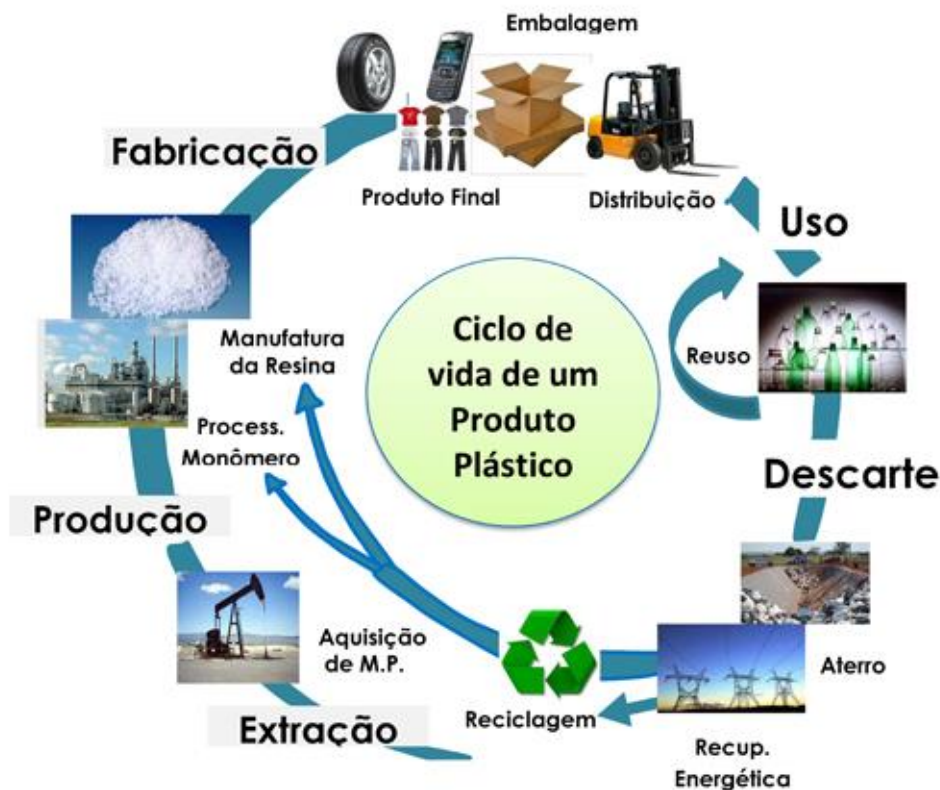 Embalagem
Fabricação
Produto Final
Distribuição
Uso
Ciclo de
vida de um
Produto
Plástico
Manufatura
da Resina
Reuso
Process.
Monômero
Descarte
Produção
Aquisição
de M.P.
Aterro
Extração
Reciclagem
Recup.
Energética